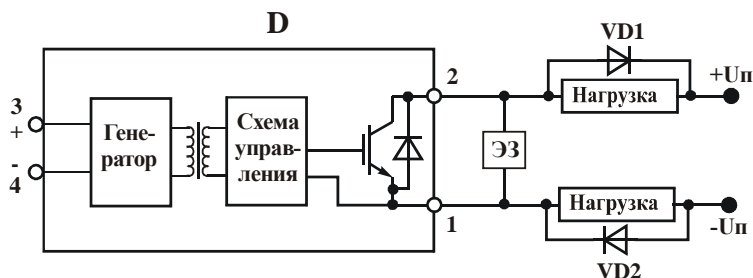 D
VD1
2
+Uп
3
+
Гене-
ратор
Схема
управ-
ления
Нагрузка
ЭЗ
-
4
1
Нагрузка
-Uп
VD2